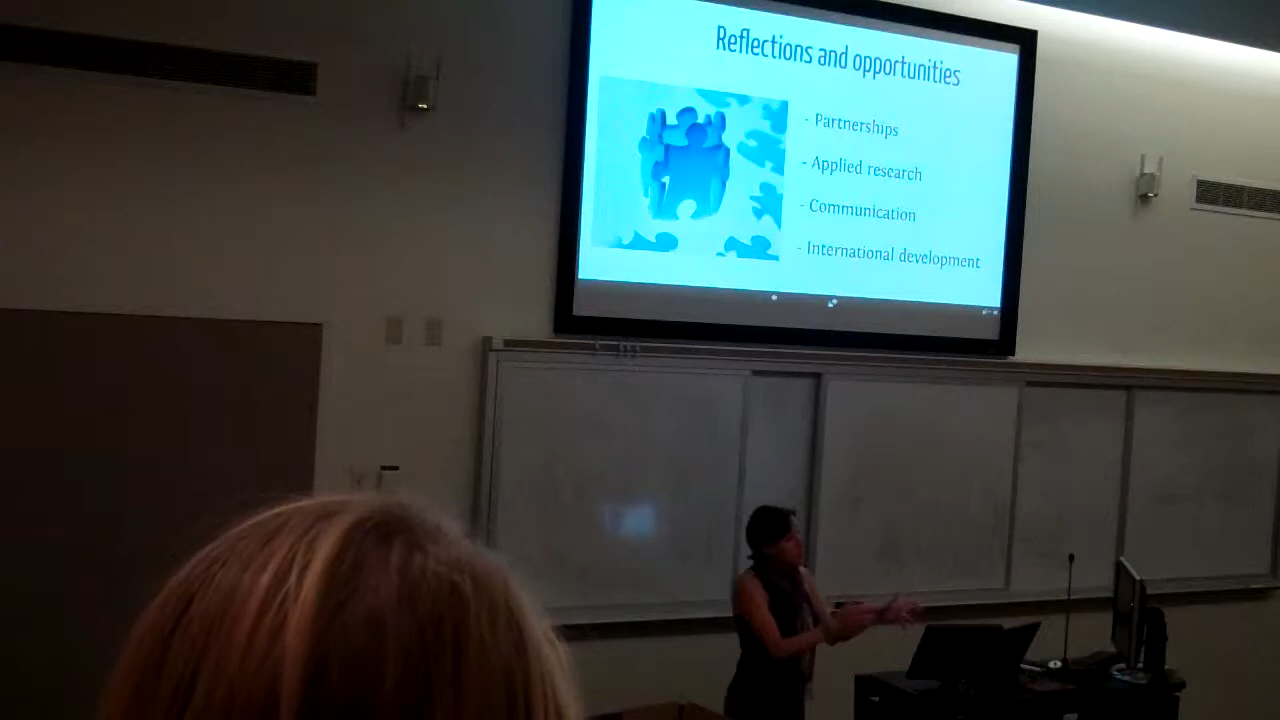 Reflections and opportunities
- Partnerships
- Applied research
- Communication
- International development